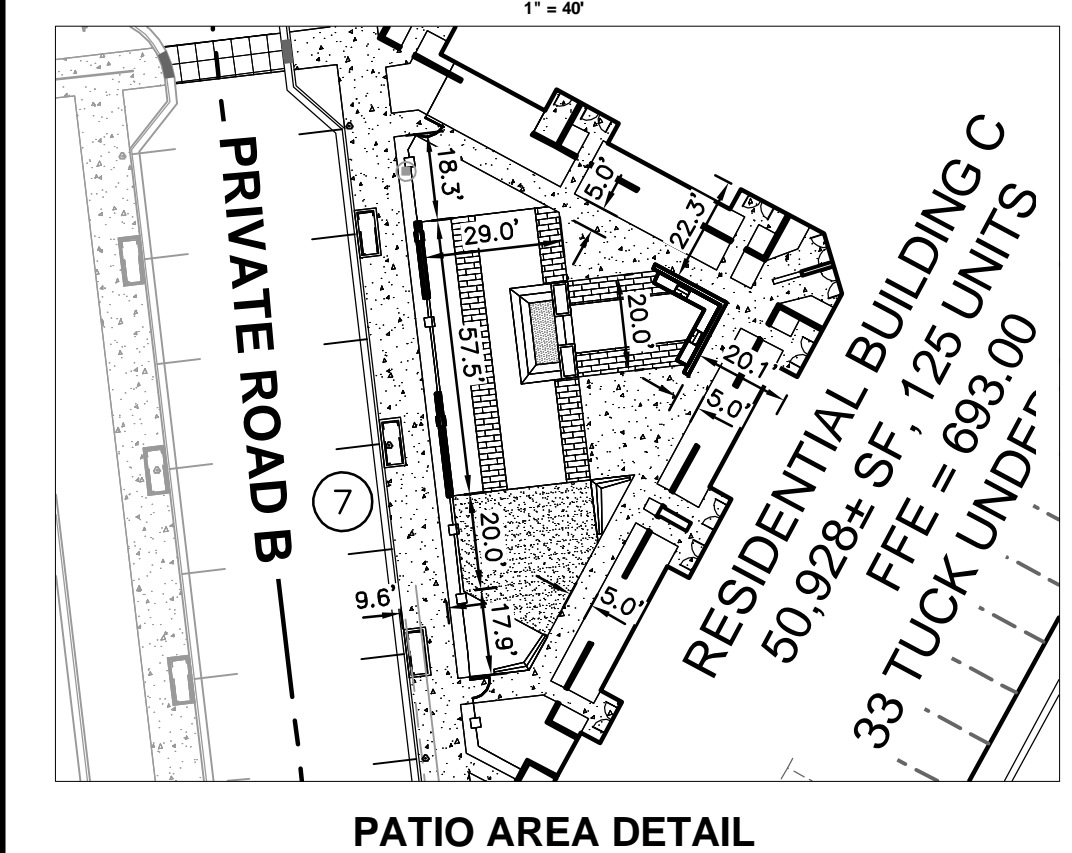 1" = 40'
18.3'
29.0'
5.0'
22.3'
20.0'
57.5'
20.1'
5.0'
20.0'
5.0'
17.9'
9.6'
7
PRIVATE ROAD B
RESIDENTIAL BUILDING C
50,928± SF, 125 UNITS
FFE = 693.00
33 TUCK UNDER
PATIO AREA DETAIL